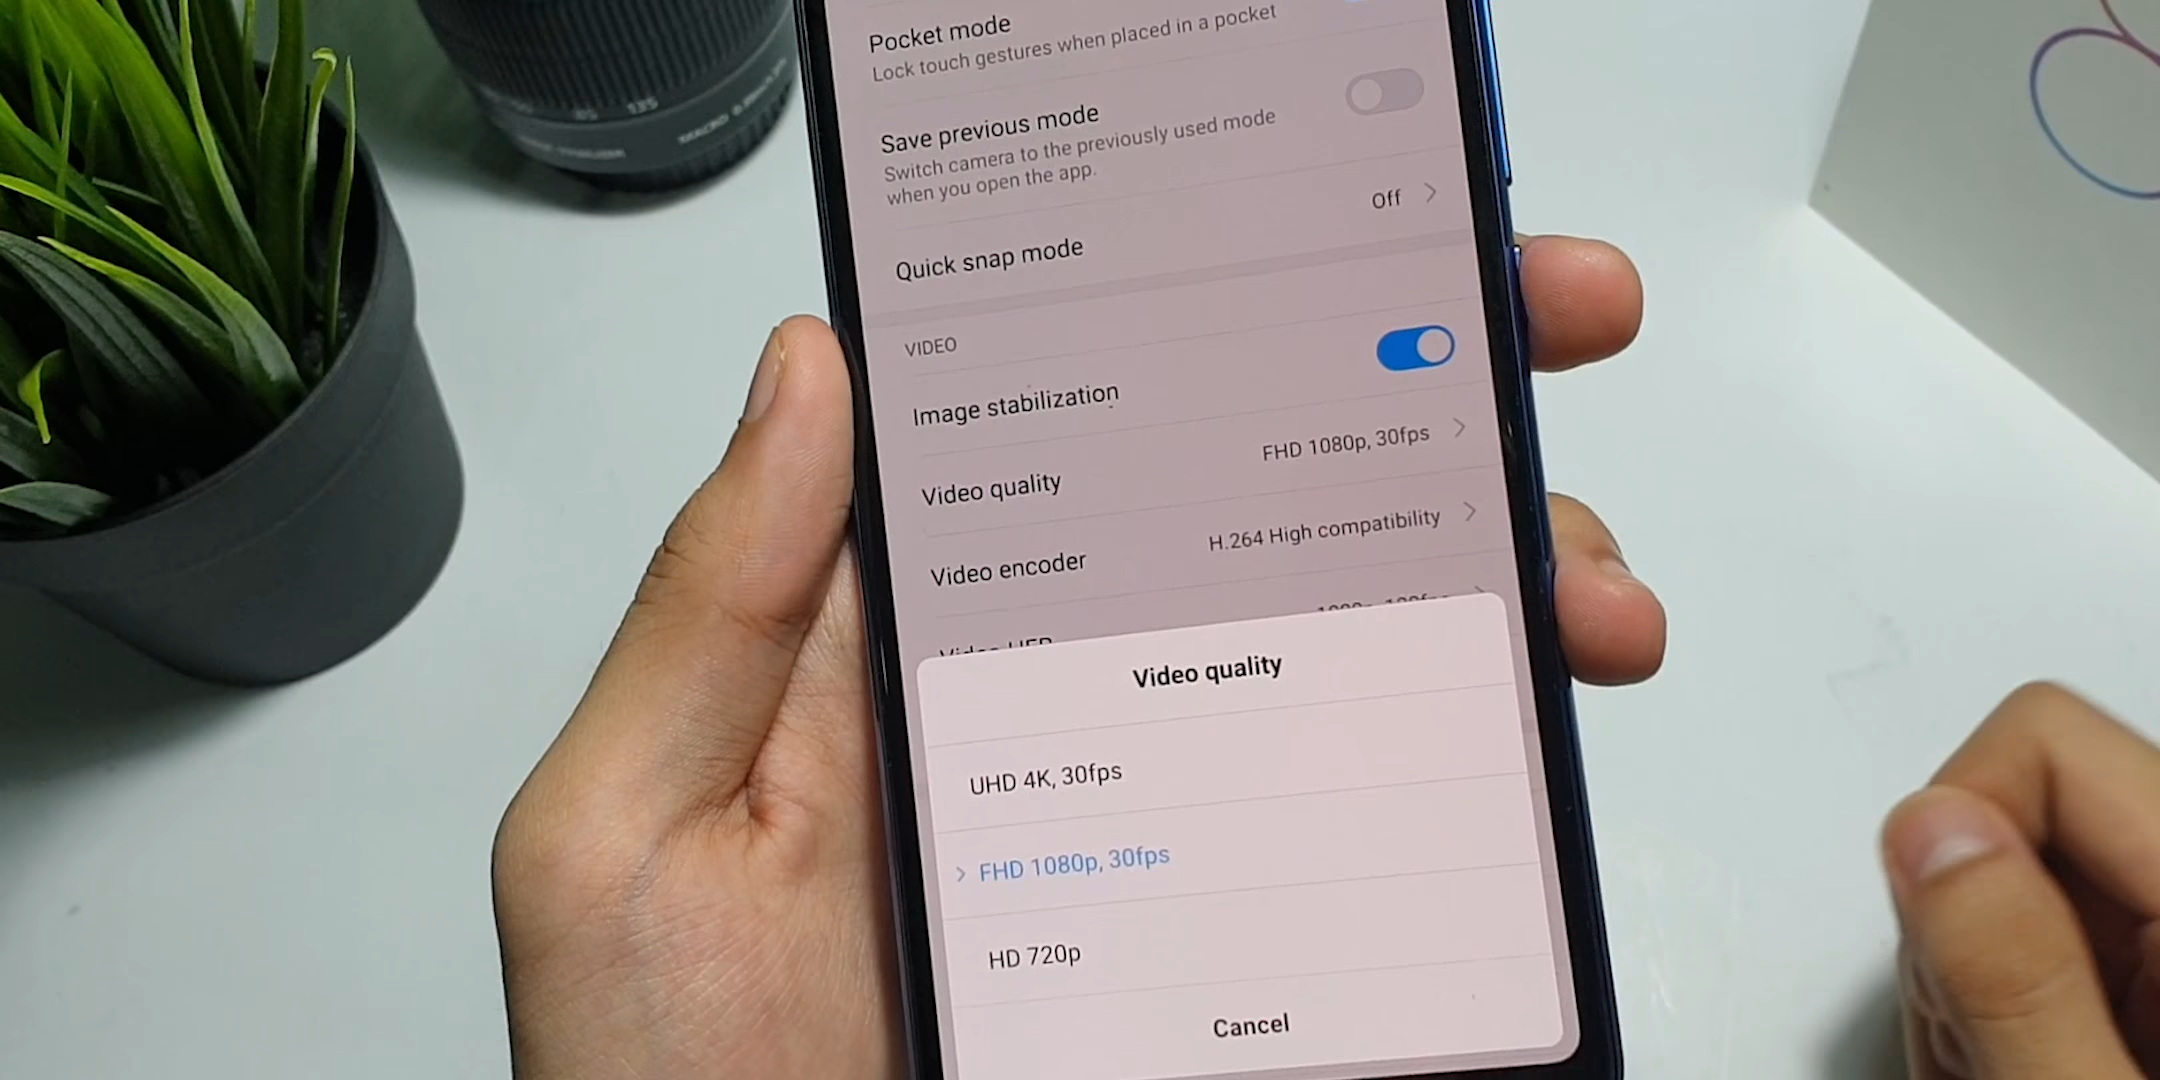 135
Pocket mode
Lock touch gestures when placed in a pocket
Save previous mode
Switch camera to the previously used mode
when you open the app.
Quick snap mode
Off
VIDEO
Image stabilization
Video quality
FHD 1080p, 30fps
Video encoder
H.264 High compatibility
Video quality
UHD 4K, 30fps
FHD 1080p, 30fps
HD 720p
Cancel